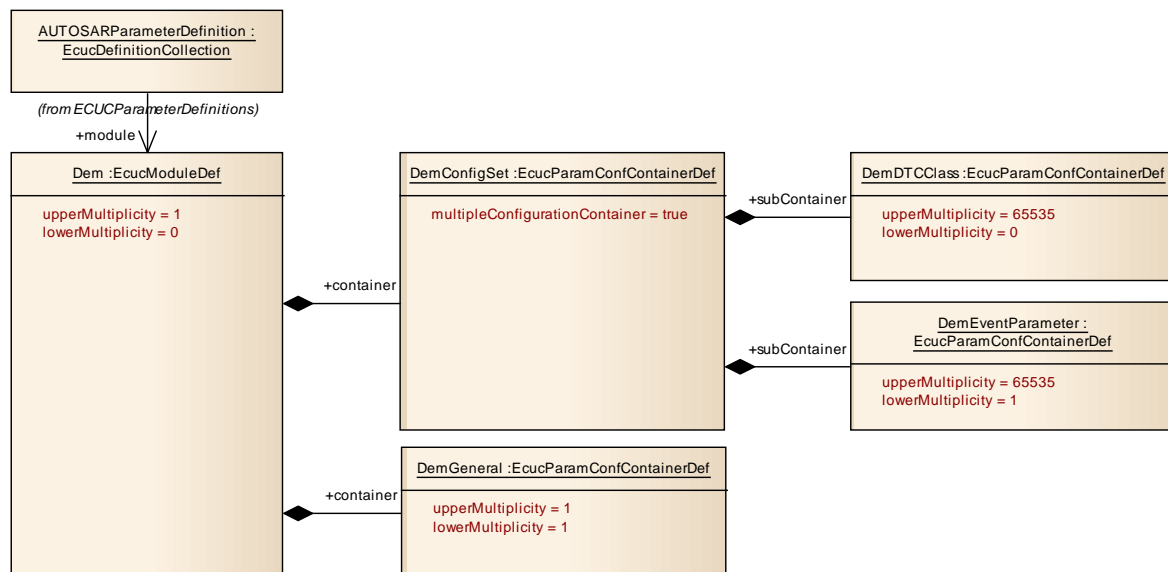 AUTOSARParameterDefinition :
EcucDefinitionCollection
(from ECUCParameterDefinitions)
+module
Dem :EcucModuleDef
upperMultiplicity = 1
lowerMultiplicity = 0
+container
DemConfigSet :EcucParamConfContainerDef
multipleConfigurationContainer = true
+subContainer
DemDTCClass :EcucParamConfContainerDef
upperMultiplicity = 65535
lowerMultiplicity = 0
+subContainer
DemEventParameter :
EcucParamConfContainerDef
upperMultiplicity = 65535
lowerMultiplicity = 1
+container
DemGeneral :EcucParamConfContainerDef
upperMultiplicity = 1
lowerMultiplicity = 1